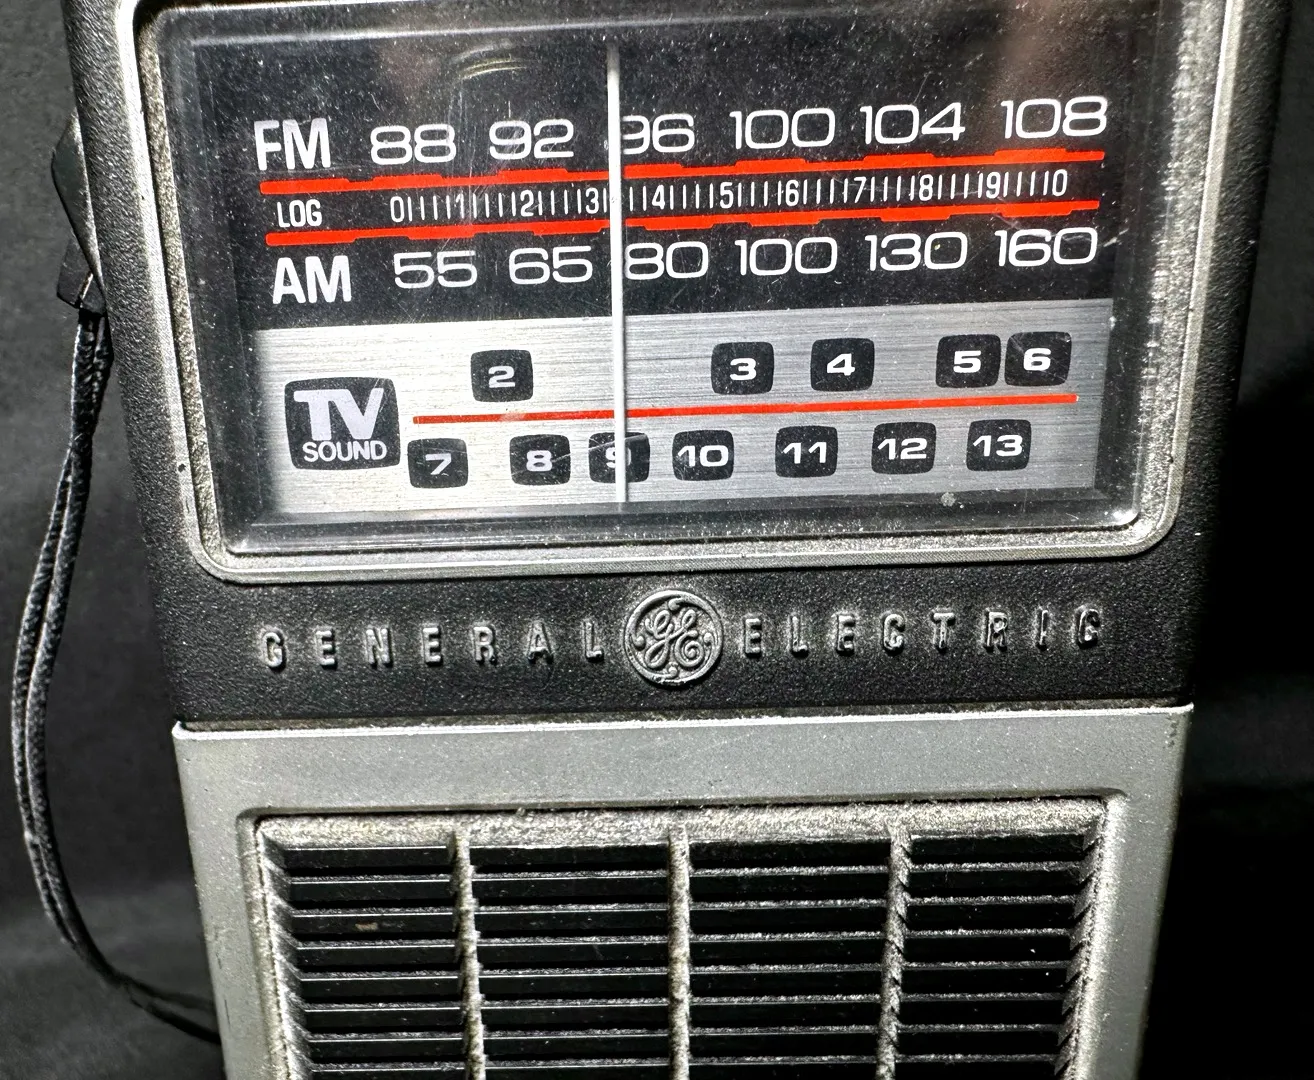 FM 88 92 96 100 104 108
LOG 0 1 2 3 4 5 6 7 8 9 10
AM 55 65 80 100 130 160
2 3 4 5 6
TV
SOUND
7 8 9 10 11 12 13
GENERAL GE ELECTRIC